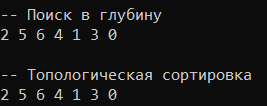 -- Поиск в глубину
2 5 6 4 1 3 0
-- Топологическая сортировка
2 5 6 4 1 3 0